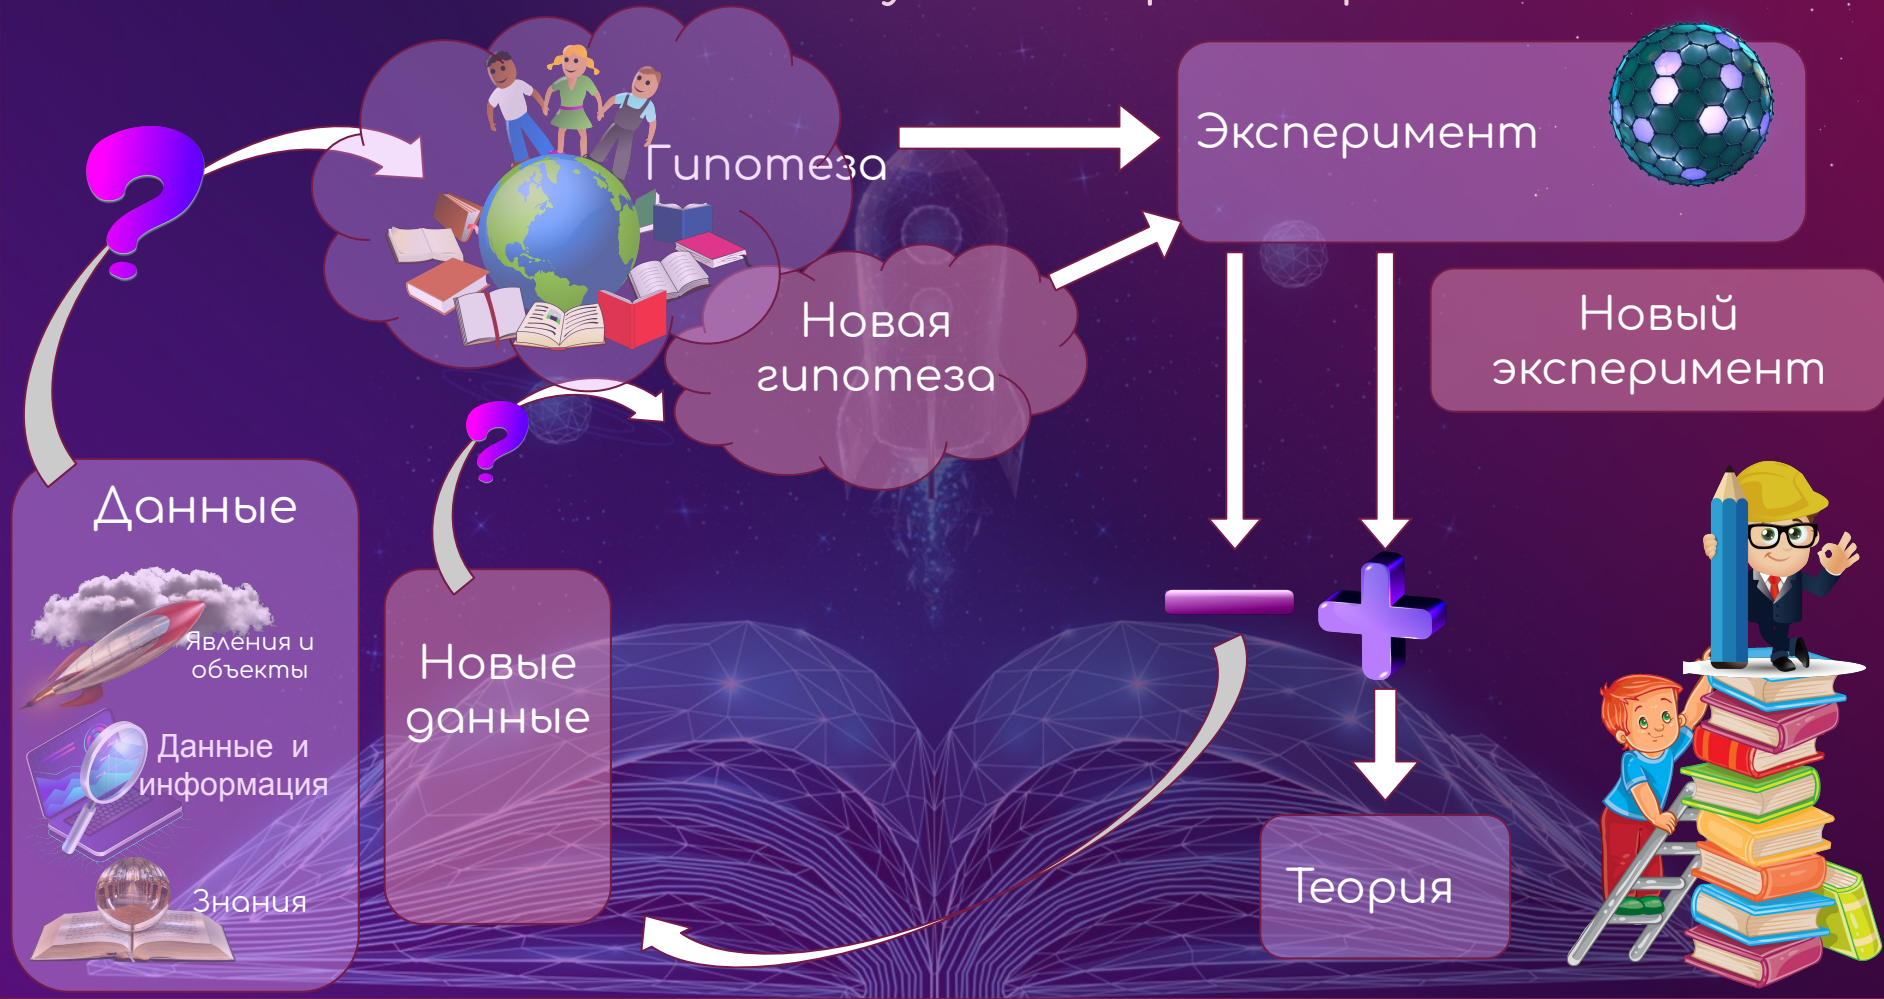 Гипотеза
Эксперимент
Новая
гипотеза
Новый
эксперимент
Данные
Явления и
объекты
Данные и
информация
Знания
Новые
данные
Теория